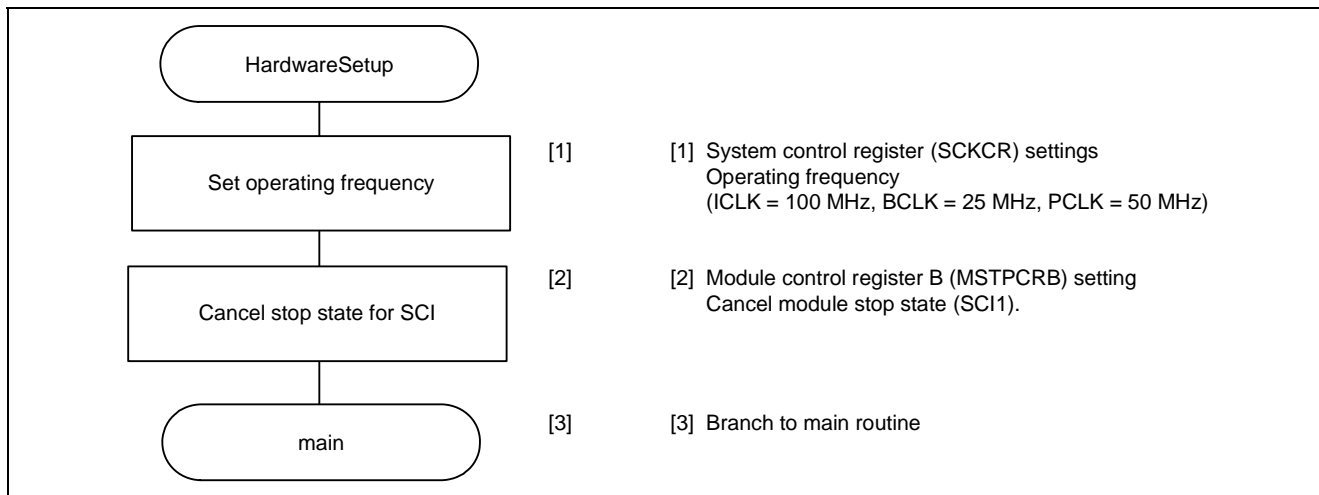 HardwareSetup
Set operating frequency
[1]
[1] System control register (SCKCR) settings
Operating frequency
(ICLK = 100 MHz, BCLK = 25 MHz, PCLK = 50 MHz)
Cancel stop state for SCI
[2]
[2] Module control register B (MSTPCRB) setting
Cancel module stop state (SCI1).
main
[3]
[3] Branch to main routine